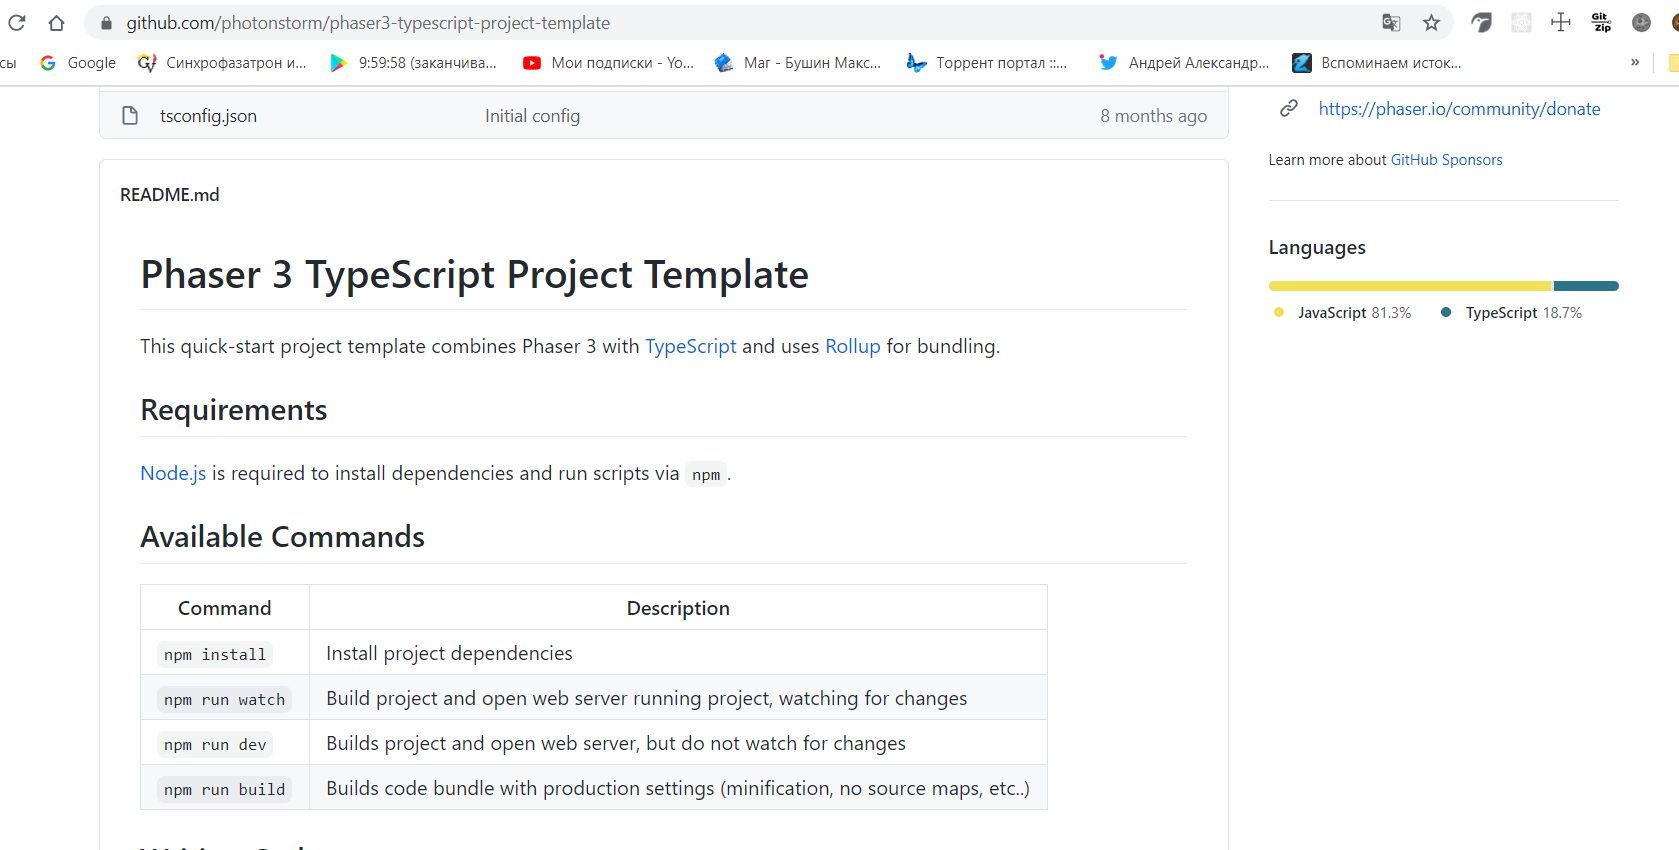 github.com/photonstorm/phaser3-typescript-project-template
Git Zip
сы Google Синхрофазатрон и... 9:59:58 (заканчива... Мои подписки - Yo... Маг - Бушин Макс... Торрент портал ::... Андрей Александр... Вспоминаем исток... »
tsconfig.json Initial config 8 months ago
https://phaser.io/community/donate
Learn more about GitHub Sponsors
README.md
Languages
JavaScript 81.3% TypeScript 18.7%
Phaser 3 TypeScript Project Template
This quick-start project template combines Phaser 3 with TypeScript and uses Rollup for bundling.
Requirements
Node.js is required to install dependencies and run scripts via npm.
Available Commands
Command Description
npm install Install project dependencies
npm run watch Build project and open web server running project, watching for changes
npm run dev Builds project and open web server, but do not watch for changes
npm run build Builds code bundle with production settings (minification, no source maps, etc..)